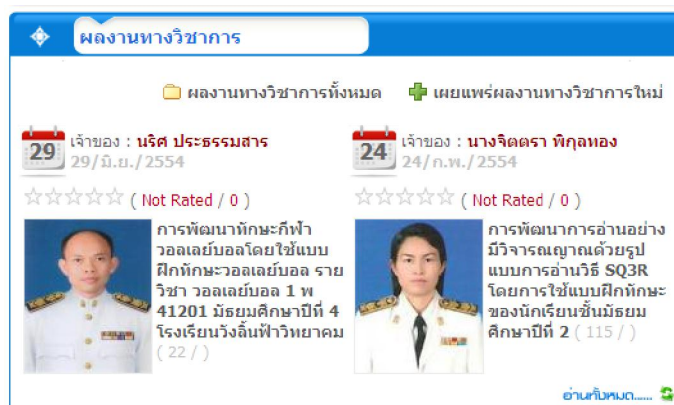 ผลงานทางวิชาการ
ผลงานทางวิชาการทั้งหมด เผยแพร่ผลงานทางวิชาการใหม่
29 เจ้าของ : นริศ ประธรรมสาร
29/มิ.ย./2554
( Not Rated / 0 )
การพัฒนาทักษะกีฬา
วอลเลย์บอลโดยใช้แบบ
ฝึกทักษะวอลเลย์บอล ราย
วิชา วอลเลย์บอล 1 พ
41201 มัธยมศึกษาปีที่ 4
โรงเรียนวังลิ้นฟ้าวิทยาคม
( 22 / )
24 เจ้าของ : นางจิตตรา พิกุลทอง
24/ก.พ./2554
( Not Rated / 0 )
การพัฒนาการอ่านอย่าง
มีวิจารณญาณด้วยรูป
แบบการอ่านวิธี SQ3R
โดยการใช้แบบฝึกทักษะ
ของนักเรียนชั้นมัธยม
ศึกษาปีที่ 2 ( 115 / )
อ่านทั้งหมด......